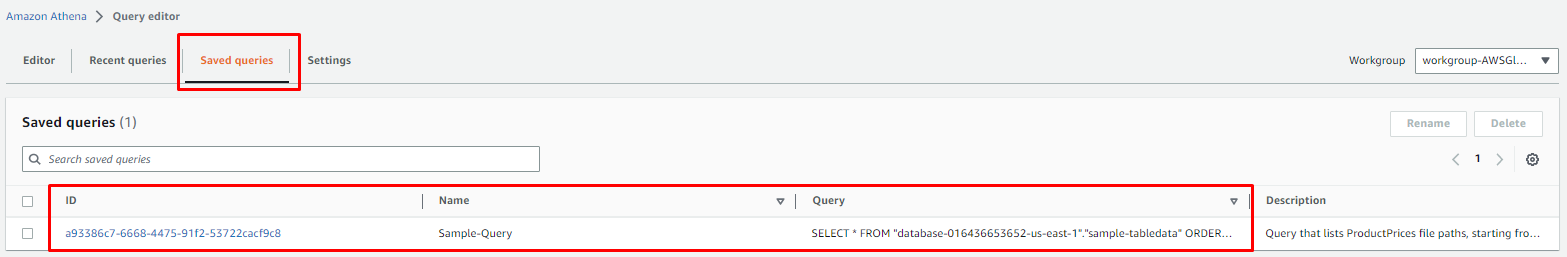 Amazon Athena > Query editor
Editor Recent queries Saved queries Settings Workgroup workgroup-AWSGl...
Saved queries (1) Rename Delete
Search saved queries 1
ID Name Query Description
a93386c7-6668-4475-91f2-53722cacf9c8 Sample-Query SELECT * FROM "database-016436653652-us-east-1"."sample-tabledata" ORDER... Query that lists ProductPrices file paths, starting fro...